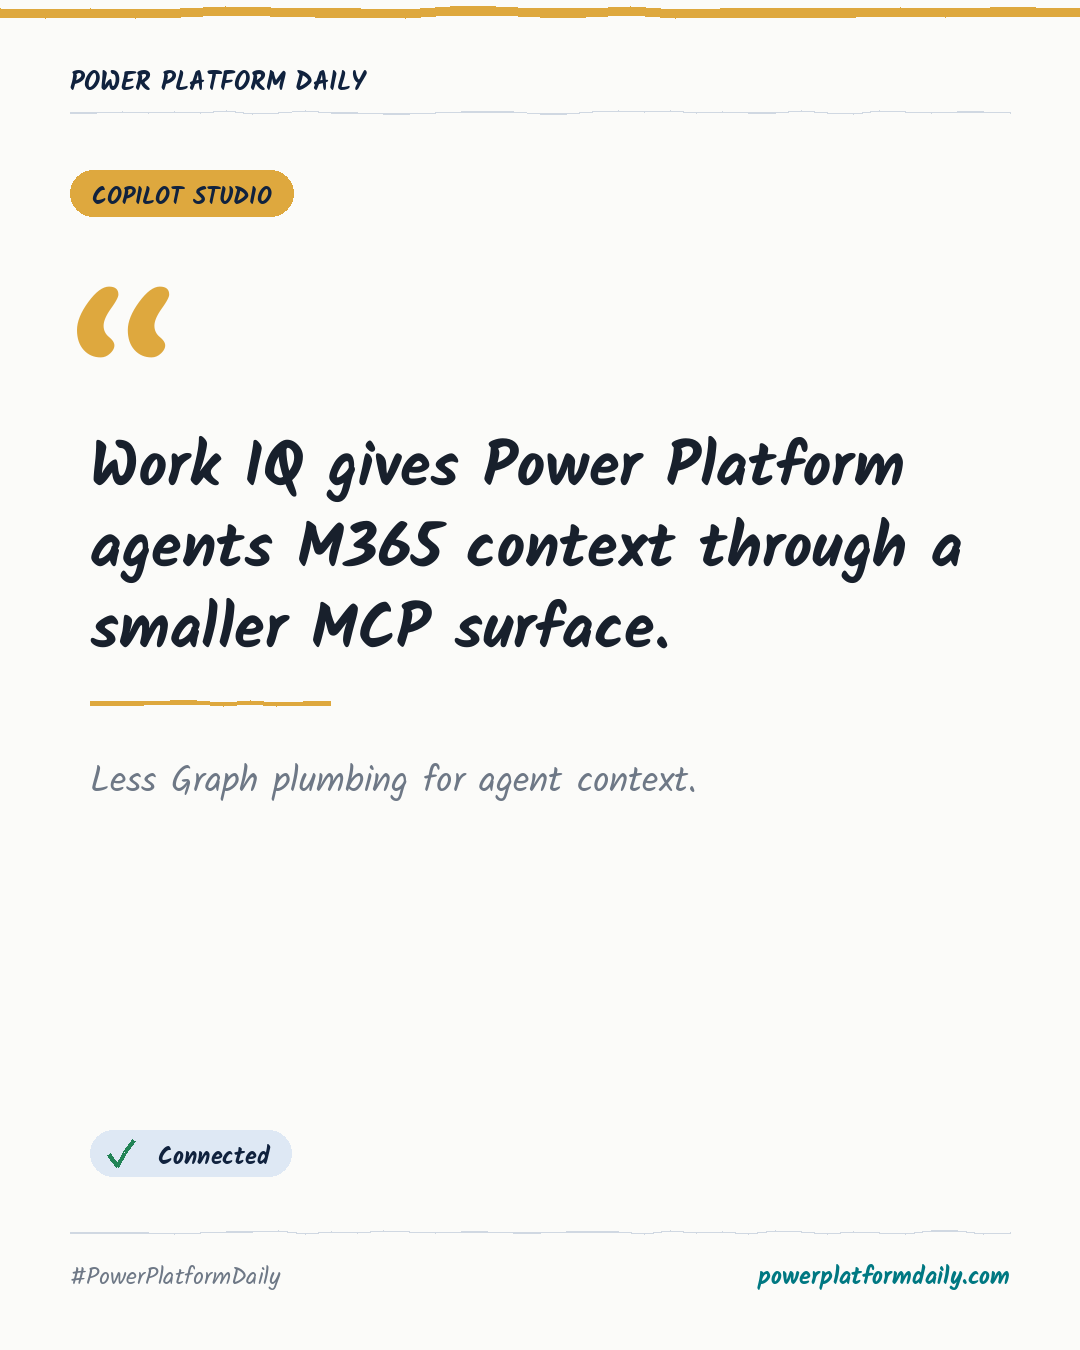 POWER PLATFORM DAILY
COPILOT STUDIO
“
Work IQ gives Power Platform
agents M365 context through a
smaller MCP surface.
Less Graph plumbing for agent context.
✓ Connected
#PowerPlatformDaily
powerplatformdaily.com